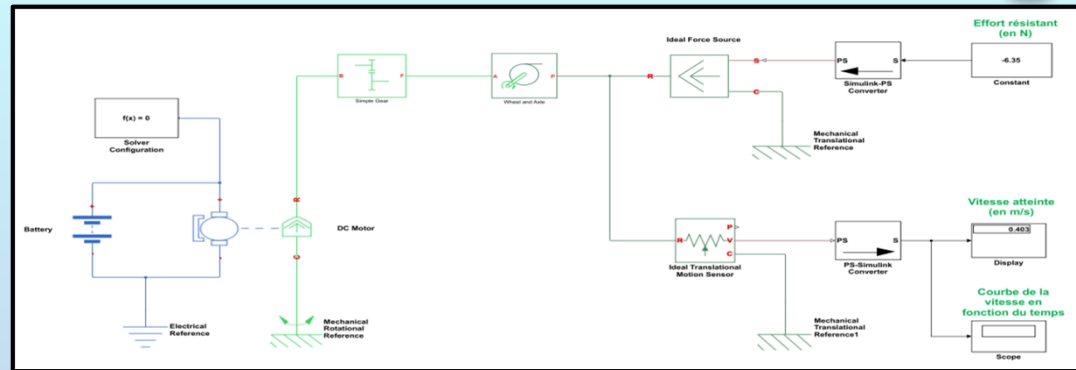 Effort résistant
(en N)
Ideal Force Source
-6.35
Constant
S
PS
S
Simulink-PS
Converter
R
C
B
F
Simple Gear
A
P
Wheel and Axle
f(x) = 0
Solver
Configuration
Mechanical
Translational
Reference
Battery
+
+
R
C
DC Motor
Vitesse atteinte
(en m/s)
0.403
Display
P
R
V
C
Ideal Translational
Motion Sensor
PS
S
PS-Simulink
Converter
Courbe de la
vitesse en
fonction du temps
Scope
Electrical
Reference
Mechanical
Rotational
Reference
Mechanical
Translational
Reference1